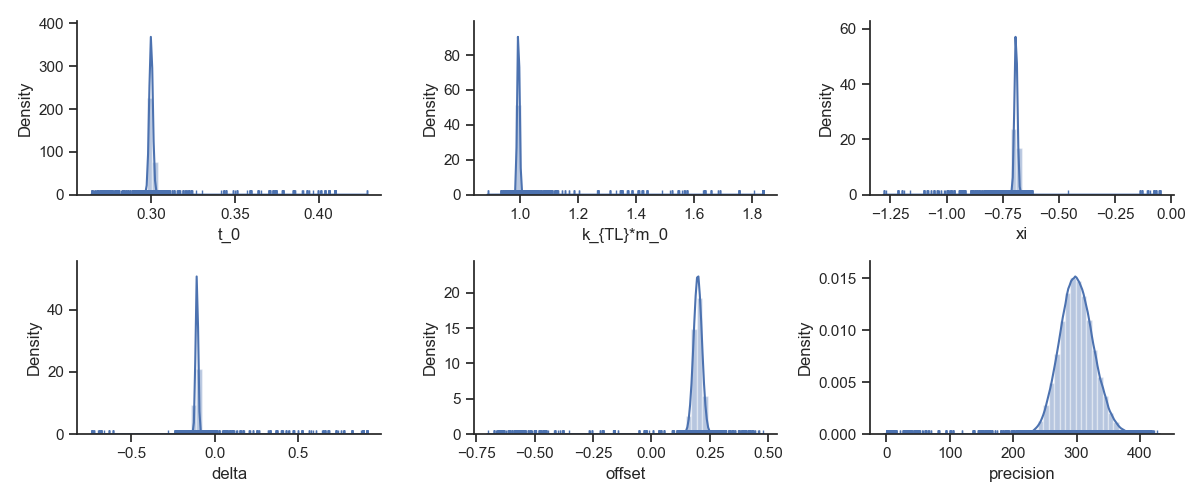 400
300
200
100
0
Density
0.30 0.35 0.40
t_0
80
60
40
20
0
Density
1.0 1.2 1.4 1.6 1.8
k_{TL}*m_0
60
40
20
0
Density
−1.25 −1.00 −0.75 −0.50 −0.25 0.00
xi
40
20
0
Density
−0.5 0.0 0.5
delta
20
15
10
5
0
Density
−0.75 −0.50 −0.25 0.00 0.25 0.50
offset
0.015
0.010
0.005
0.000
Density
0 100 200 300 400
precision